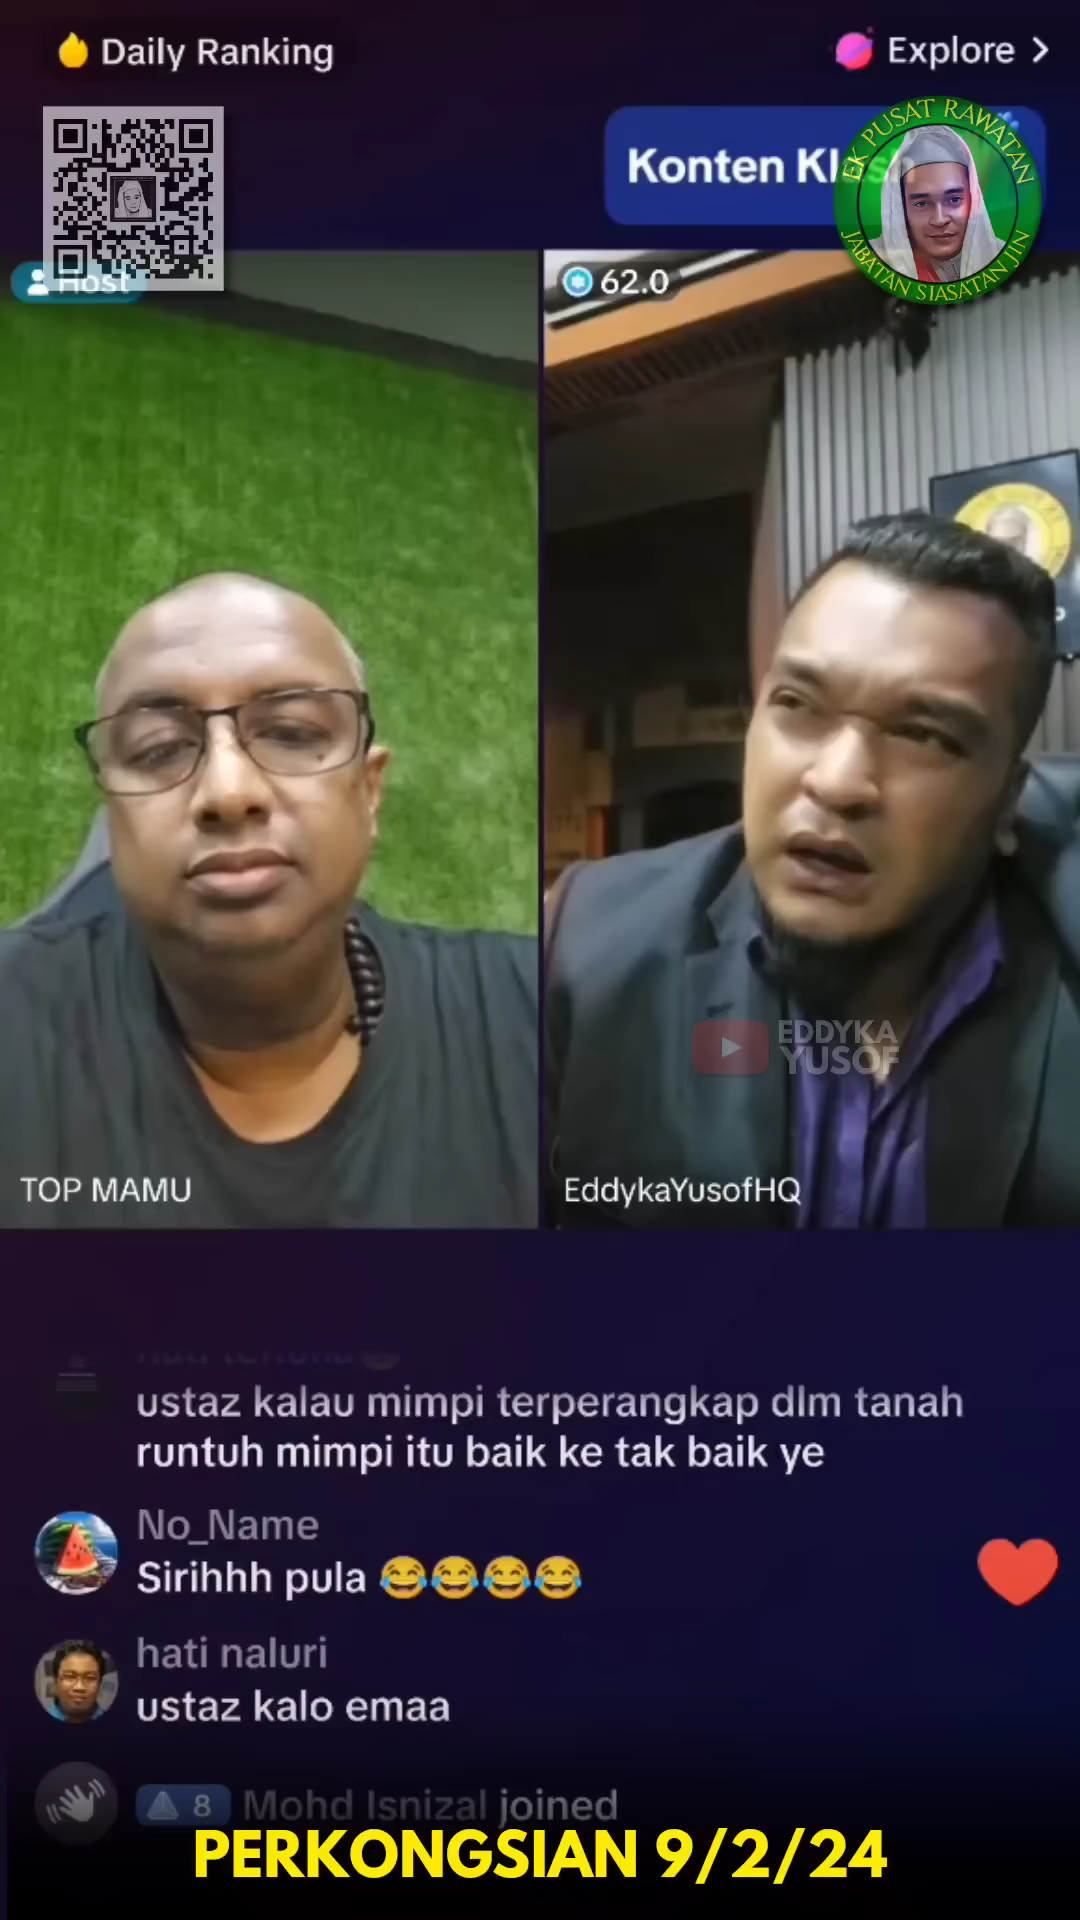 Daily Ranking
Explore >
Konten Kl
EK PUSAT RAWATAN
JABATAN SIASATAN JIN
Host
62.0
EDDYKA
YUSOF
TOP MAMU
EddykaYusofHQ
ustaz kalau mimpi terperangkap dlm tanah
runtuh mimpi itu baik ke tak baik ye
No_Name
Sirihhh pula 😂😂😂😂
hati naluri
ustaz kalo emaa
8 Mohd Isnizal joined
PERKONGSIAN 9/2/24